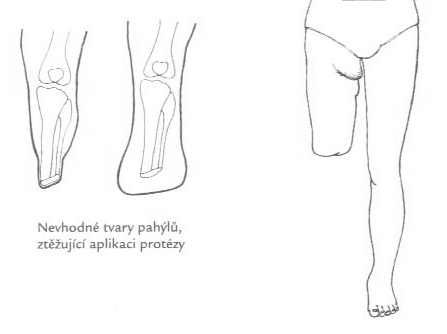 Nevhodné tvary pahýlů,
ztěžující aplikaci protézy